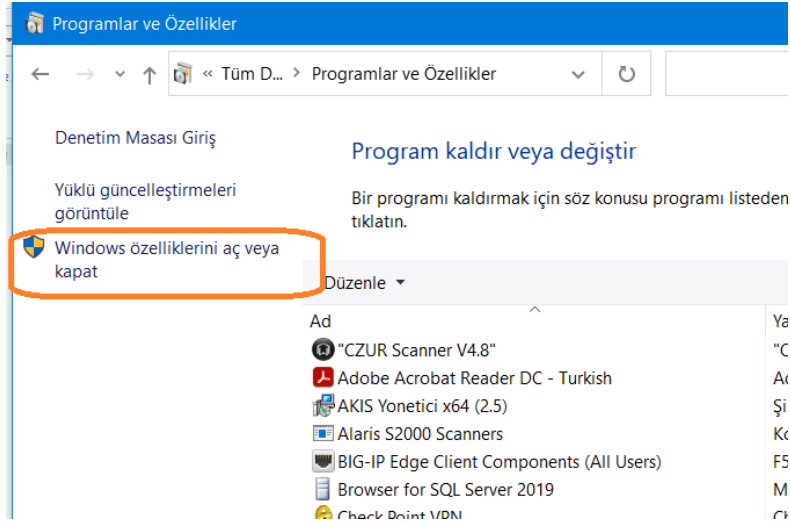 Programlar ve Özellikler
« Tüm D... > Programlar ve Özellikler
Denetim Masası Giriş
Yüklü güncelleştirmeleri
görüntüle
Windows özelliklerini aç veya
kapat
Program kaldır veya değiştir
Bir programı kaldırmak için söz konusu programı listeden
tıklatın.
Düzenle
Ad
"CZUR Scanner V4.8"
Adobe Acrobat Reader DC - Turkish
AKIS Yonetici x64 (2.5)
Alaris S2000 Scanners
BIG-IP Edge Client Components (All Users)
Browser for SQL Server 2019
Check Point VPN